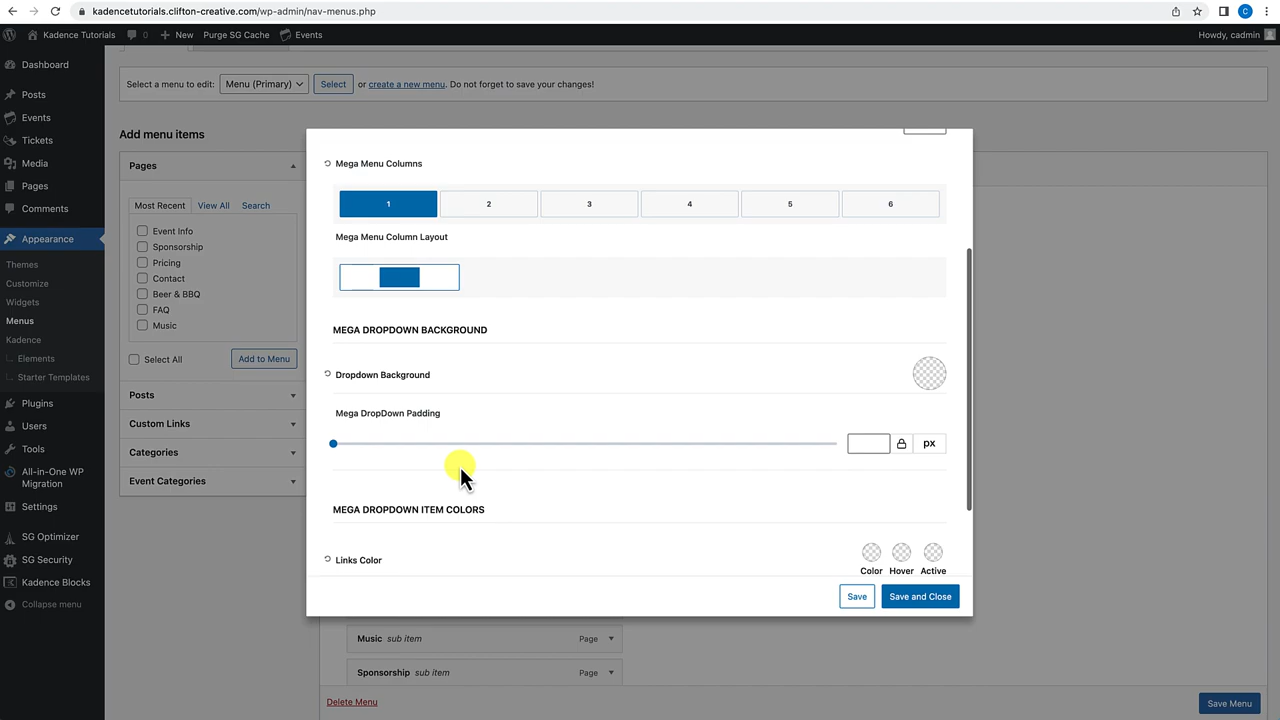 kadencetutorials.clifton-creative.com/wp-admin/nav-menus.php
C
Kadence Tutorials
0
New
Purge SG Cache
Events
Howdy, cadmin
Dashboard
Posts
Events
Tickets
Media
Pages
Comments
Appearance
Themes
Customize
Widgets
Menus
Kadence
Elements
Starter Templates
Plugins
Users
Tools
All-in-One WP
Migration
Settings
SG Optimizer
SG Security
Kadence Blocks
Collapse menu
Select a menu to edit:
Menu (Primary)
Select
or create a new menu. Do not forget to save your changes!
Add menu items
Pages
Most Recent
View All
Search
Event Info
Sponsorship
Pricing
Contact
Beer & BBQ
FAQ
Music
Select All
Add to Menu
Posts
Custom Links
Categories
Event Categories
Mega Menu Columns
1
2
3
4
5
6
Mega Menu Column Layout
MEGA DROPDOWN BACKGROUND
Dropdown Background
Mega DropDown Padding
px
MEGA DROPDOWN ITEM COLORS
Links Color
Color
Hover
Active
Save
Save and Close
Music sub item
Page
Sponsorship sub item
Page
Delete Menu
Save Menu